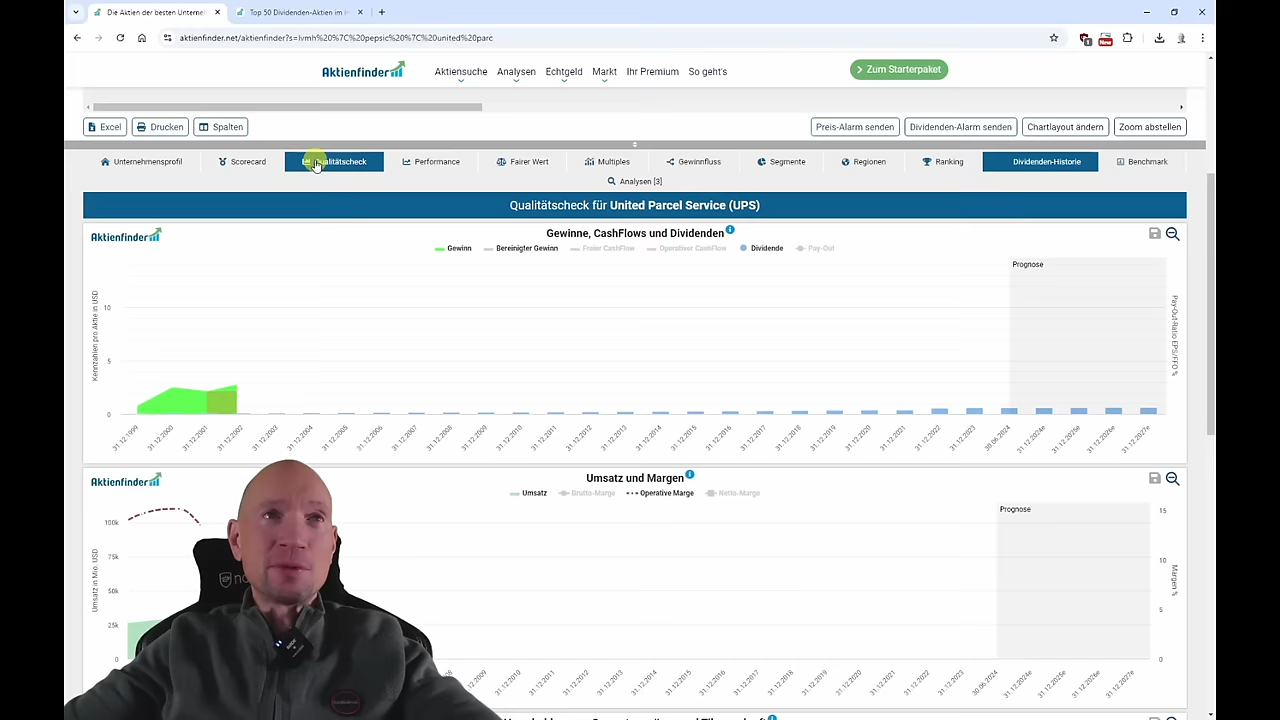 Die Aktien der besten Unterneh
Top 50 Dividenden-Aktien im
aktienfinder.net/aktienfinder?s=lvmh%20%7C%20pepsic%20%7C%20united%20parc
New
Aktienfinder
Aktiensuche Analysen Echtgeld Markt Ihr Premium So geht's
Zum Starterpaket
Excel Drucken Spalten
Preis-Alarm senden Dividenden-Alarm senden Chartlayout ändern Zoom abstellen
Unternehmensprofil Scorecard Qualitätscheck Performance Fairer Wert Multiples Gewinnfluss Segmente Regionen Ranking Dividenden-Historie Benchmark
Analysen [3]
Qualitätscheck für United Parcel Service (UPS)
Aktienfinder
Gewinne, CashFlows und Dividenden
Gewinn Bereinigter Gewinn Freier CashFlow Operativer CashFlow Dividende Pay-Out
Prognose
Kennzahlen pro Aktie in USD
10
5
0
Pay-Out-Ratio EPS/FFO %
31.12.1999 31.12.2000 31.12.2001 31.12.2002 31.12.2003 31.12.2004 31.12.2005 31.12.2006 31.12.2007 31.12.2008 31.12.2009 31.12.2010 31.12.2011 31.12.2012 31.12.2013 31.12.2014 31.12.2015 31.12.2016 31.12.2017 31.12.2018 31.12.2019 31.12.2020 31.12.2021 31.12.2022 31.12.2023 30.06.2024 31.12.2024e 31.12.2025e 31.12.2026e 31.12.2027e
Aktienfinder
Umsatz und Margen
Umsatz Brutto-Marge Operative Marge Netto-Marge
Prognose
Umsatz in Mio. USD
100k
75k
50k
25k
0
15
10
5
0
Margen %
31.12.2009 31.12.2010 31.12.2011 31.12.2012 31.12.2013 31.12.2014 31.12.2015 31.12.2016 31.12.2017 31.12.2018 31.12.2019 31.12.2020 31.12.2021 31.12.2022 31.12.2023 30.06.2024 31.12.2024e 31.12.2025e 31.12.2026e 31.12.2027e